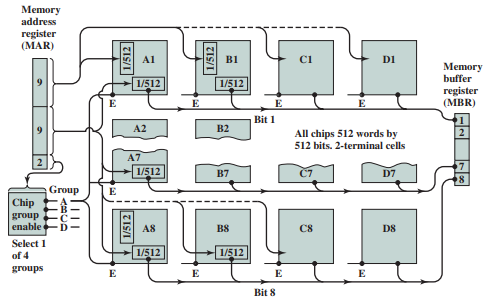 Memory
address
register
(MAR)
9
9
2
1/512
A1
1/512
E
1/512
B1
1/512
E
C1
E
D1
E
Memory
buffer
register
(MBR)
1
2
7
8
Bit 1
A2
B2
All chips 512 words by
512 bits. 2-terminal cells
A7
1/512
E
B7
C7
D7
Group
Chip
group
enable
A
B
C
D
Select 1
of 4
groups
1/512
A8
1/512
E
B8
1/512
E
C8
E
D8
E
Bit 8